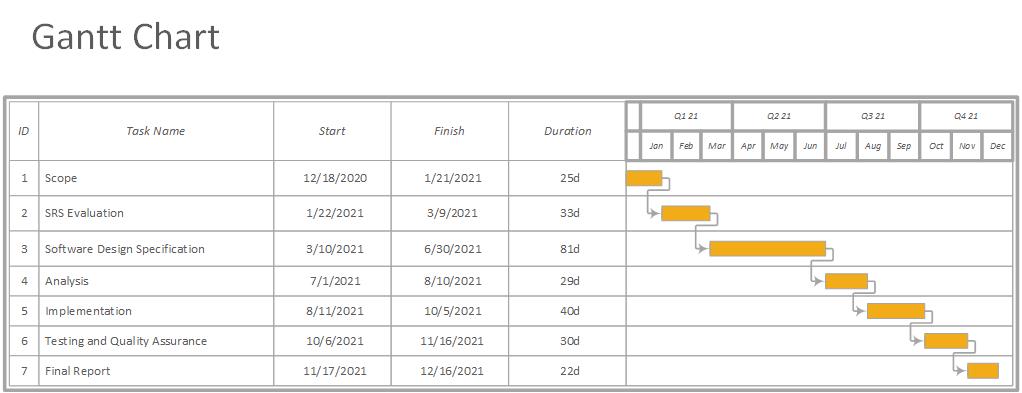 Gantt Chart
ID Task Name Start Finish Duration Q1 21 Q2 21 Q3 21 Q4 21
Jan Feb Mar Apr May Jun Jul Aug Sep Oct Nov Dec
1 Scope 12/18/2020 1/21/2021 25d
2 SRS Evaluation 1/22/2021 3/9/2021 33d
3 Software Design Specification 3/10/2021 6/30/2021 81d
4 Analysis 7/1/2021 8/10/2021 29d
5 Implementation 8/11/2021 10/5/2021 40d
6 Testing and Quality Assurance 10/6/2021 11/16/2021 30d
7 Final Report 11/17/2021 12/16/2021 22d